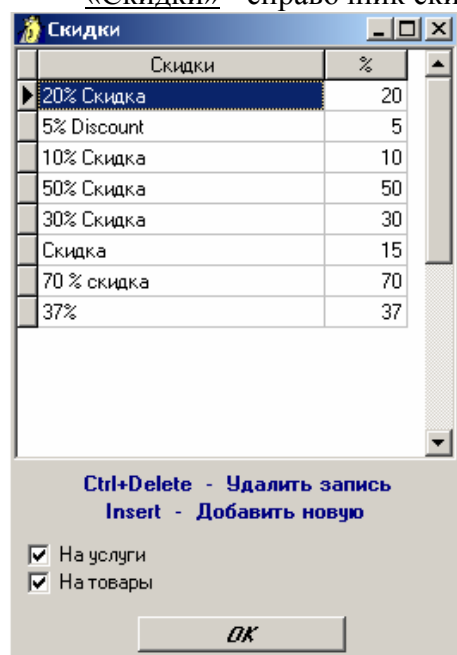 «Скидки» - справочник ски
Скидки
Скидки %
20% Скидка 20
5% Discount 5
10% Скидка 10
50% Скидка 50
30% Скидка 30
Скидка 15
70 % скидка 70
37% 37
Ctrl+Delete - Удалить запись
Insert - Добавить новую
На услуги
На товары
OK